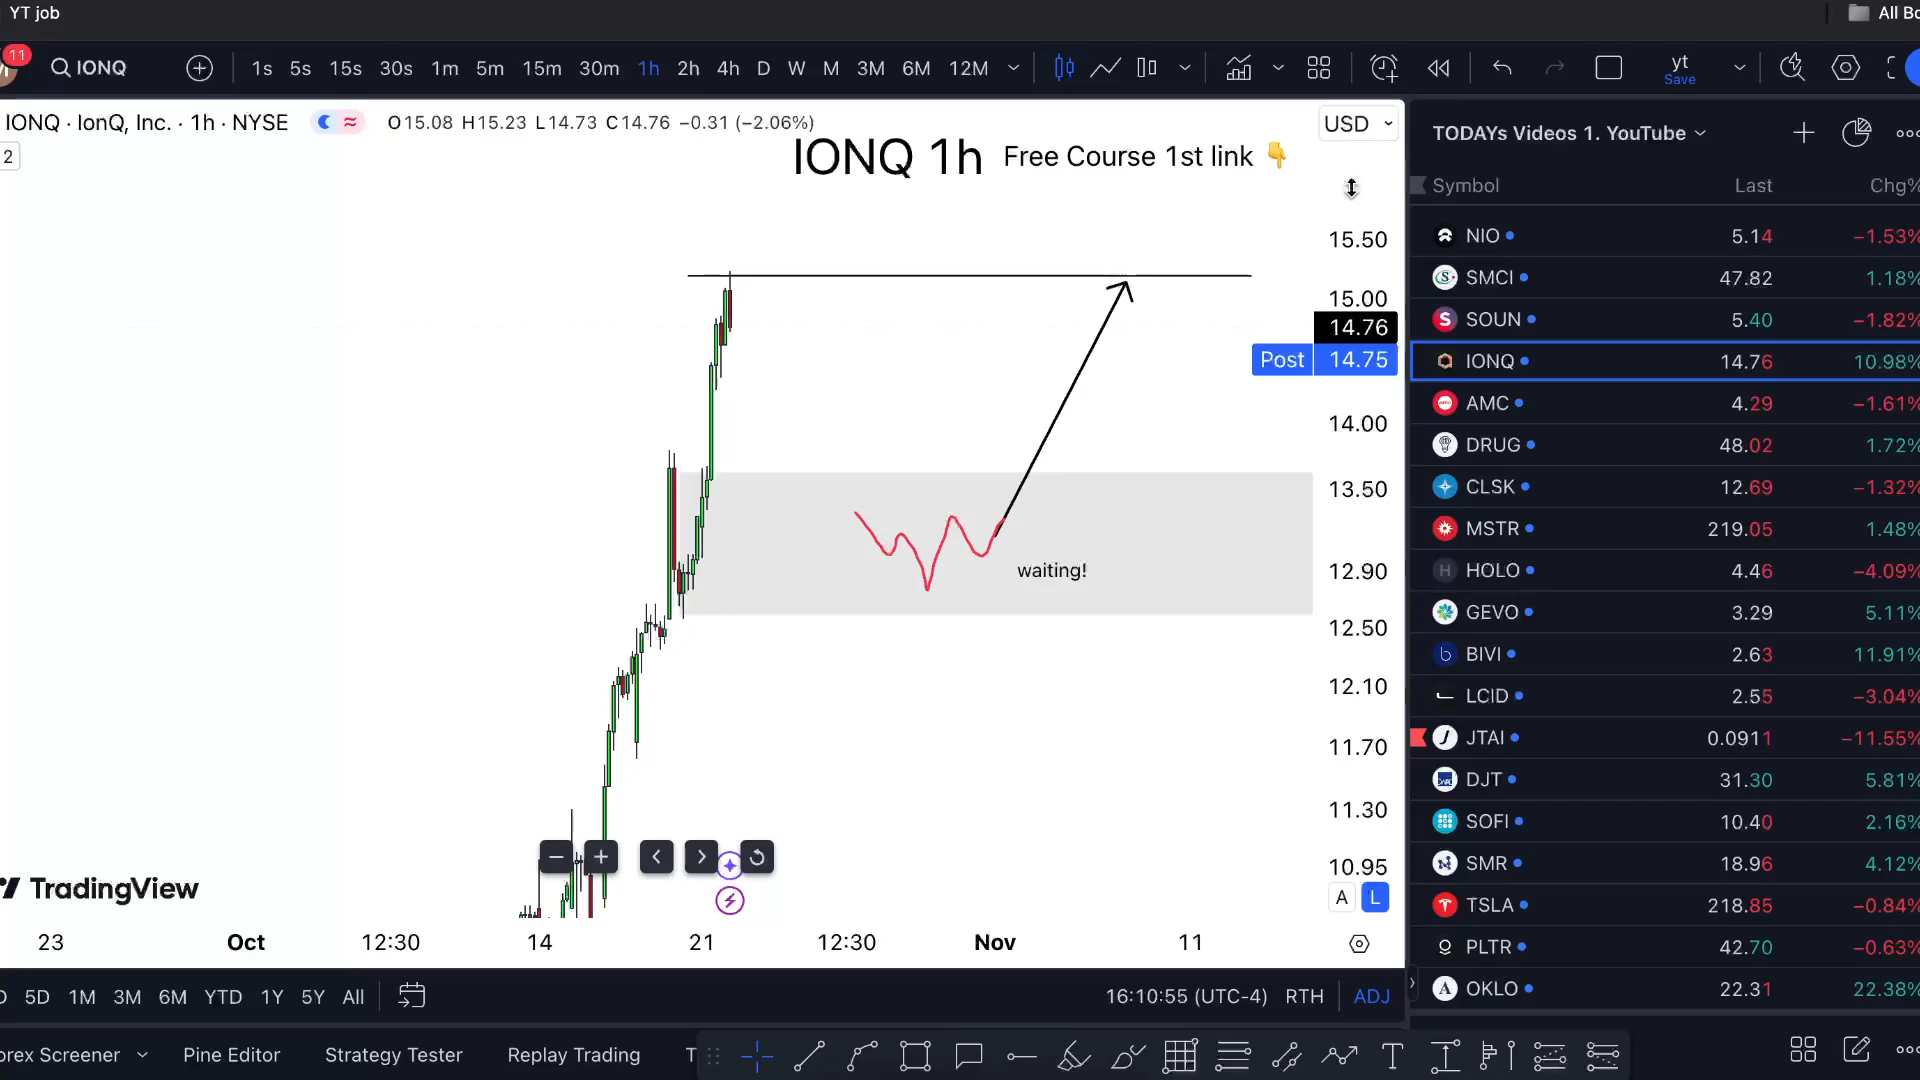 YT job
All Bo
11
IONQ
1s 5s 15s 30s 1m 5m 15m 30m 1h 2h 4h D W M 3M 6M 12M
yt
Save
IONQ · IonQ, Inc. · 1h · NYSE
O15.08 H15.23 L14.73 C14.76 −0.31 (−2.06%)
2
IONQ 1h
Free Course 1st link 👇
USD
15.50
15.00
14.76
Post 14.75
14.00
13.50
12.90
12.50
12.10
11.70
11.30
10.95
waiting!
A L
TradingView
23 Oct 12:30 14 21 12:30 Nov 11
D 5D 1M 3M 6M YTD 1Y 5Y All
16:10:55 (UTC-4) RTH ADJ
orex Screener Pine Editor Strategy Tester Replay Trading T
TODAYs Videos 1. YouTube
Symbol Last Chg%
NIO 5.14 −1.53%
SMCI 47.82 1.18%
SOUN 5.40 −1.82%
IONQ 14.76 10.98%
AMC 4.29 −1.61%
DRUG 48.02 1.72%
CLSK 12.69 −1.32%
MSTR 219.05 1.48%
HOLO 4.46 −4.09%
GEVO 3.29 5.11%
BIVI 2.63 11.91%
LCID 2.55 −3.04%
JTAI 0.0911 −11.55%
DJT 31.30 5.81%
SOFI 10.40 2.16%
SMR 18.96 4.12%
TSLA 218.85 −0.84%
PLTR 42.70 −0.63%
OKLO 22.31 22.38%